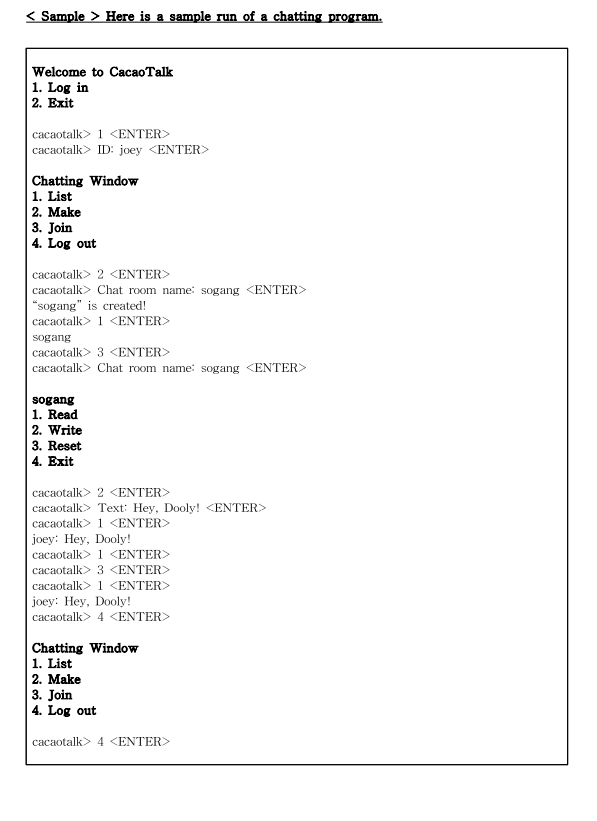 < Sample > Here is a sample run of a chatting program.
Welcome to CacaoTalk
1. Log in
2. Exit
cacaotalk> 1 <ENTER>
cacaotalk> ID: joey <ENTER>
Chatting Window
1. List
2. Make
3. Join
4. Log out
cacaotalk> 2 <ENTER>
cacaotalk> Chat room name: sogang <ENTER>
“sogang” is created!
cacaotalk> 1 <ENTER>
sogang
cacaotalk> 3 <ENTER>
cacaotalk> Chat room name: sogang <ENTER>
sogang
1. Read
2. Write
3. Reset
4. Exit
cacaotalk> 2 <ENTER>
cacaotalk> Text: Hey, Dooly! <ENTER>
cacaotalk> 1 <ENTER>
joey: Hey, Dooly!
cacaotalk> 1 <ENTER>
cacaotalk> 3 <ENTER>
cacaotalk> 1 <ENTER>
joey: Hey, Dooly!
cacaotalk> 4 <ENTER>
Chatting Window
1. List
2. Make
3. Join
4. Log out
cacaotalk> 4 <ENTER>